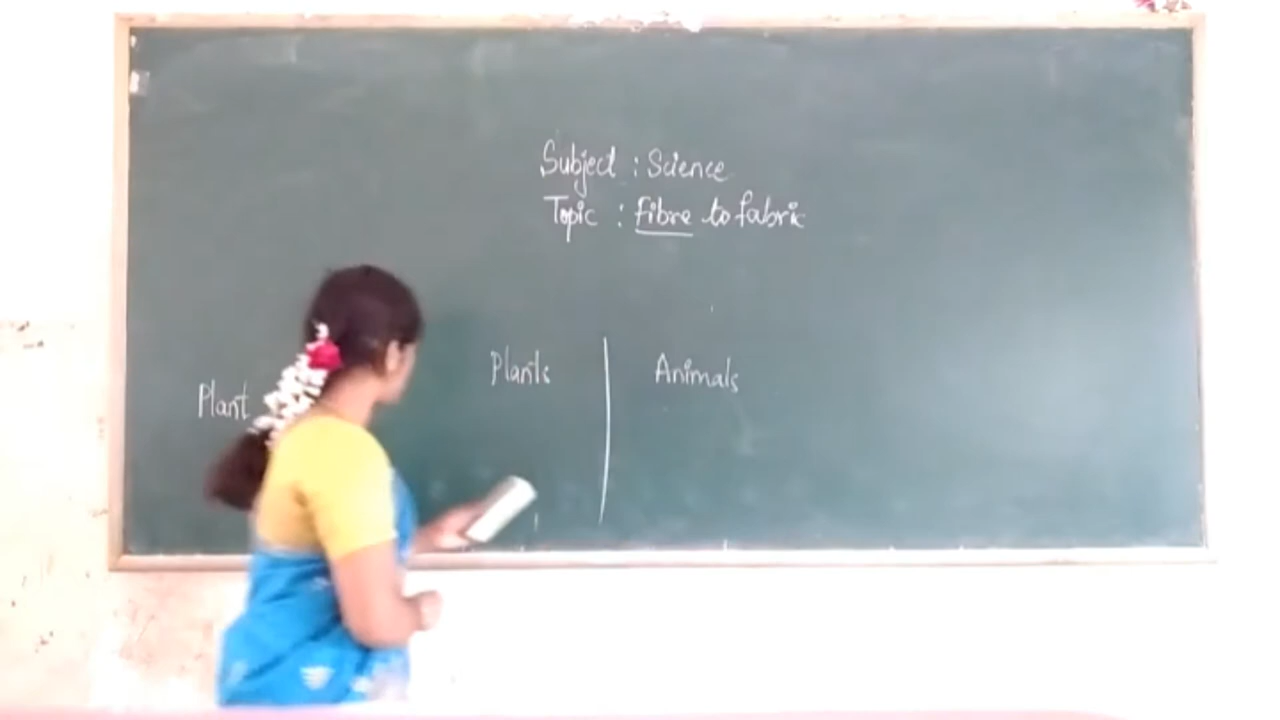 Subject : Science
Topic : fibre to fabric
Plants Animals
Plant